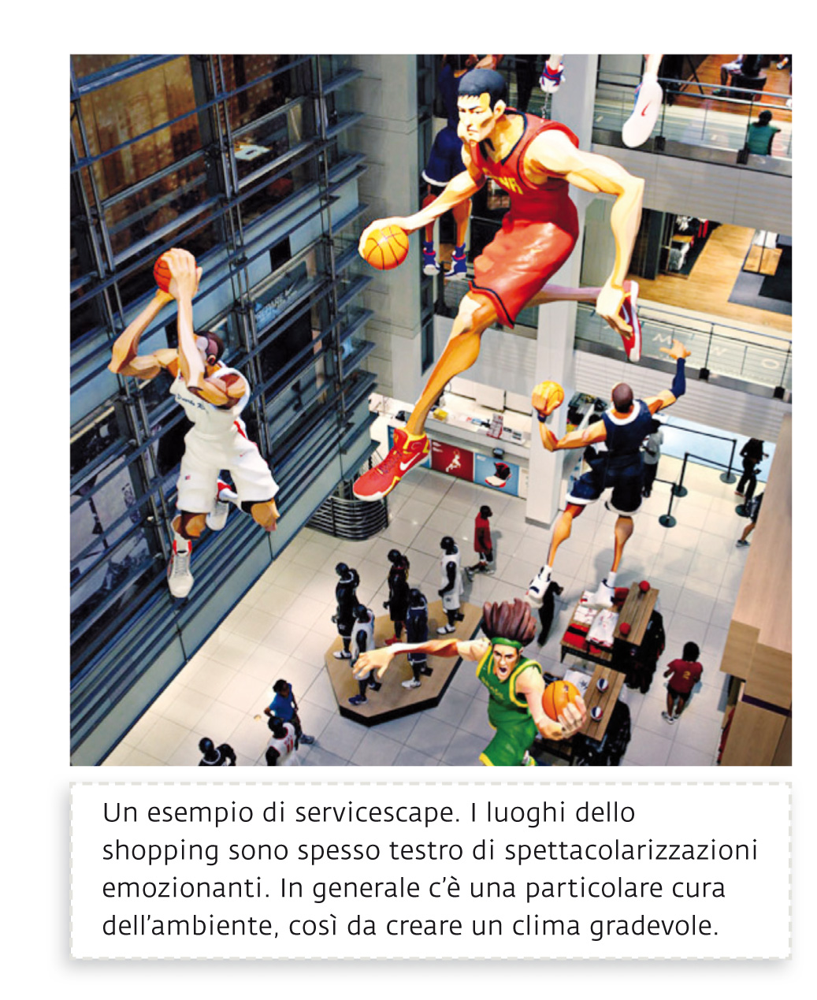 Un esempio di servicescape. I luoghi dello
shopping sono spesso testro di spettacolarizzazioni
emozionanti. In generale c'è una particolare cura
dell'ambiente, così da creare un clima gradevole.